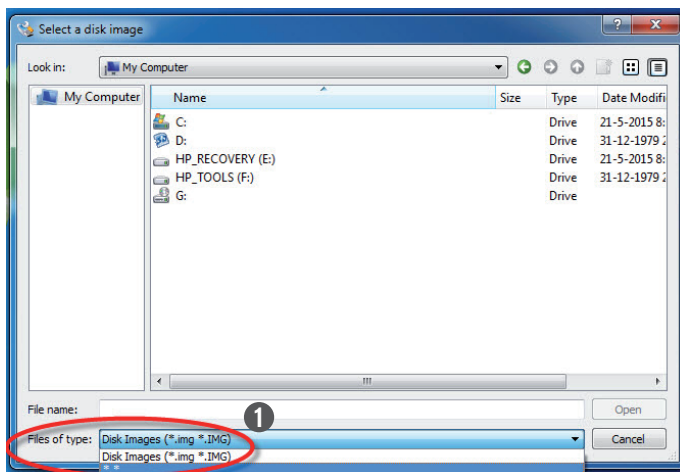 Select a disk image
Look in: My Computer
My Computer
Name Size Type Date Modifi
C: Drive 21-5-2015 8:
D: Drive 31-12-1979 2
HP_RECOVERY (E:) Drive 21-5-2015 8:
HP_TOOLS (F:) Drive 31-12-1979 2
G: Drive
File name: Open
1
Files of type: Disk Images (*.img *.IMG) Cancel
Disk Images (*.img *.IMG)
*.*